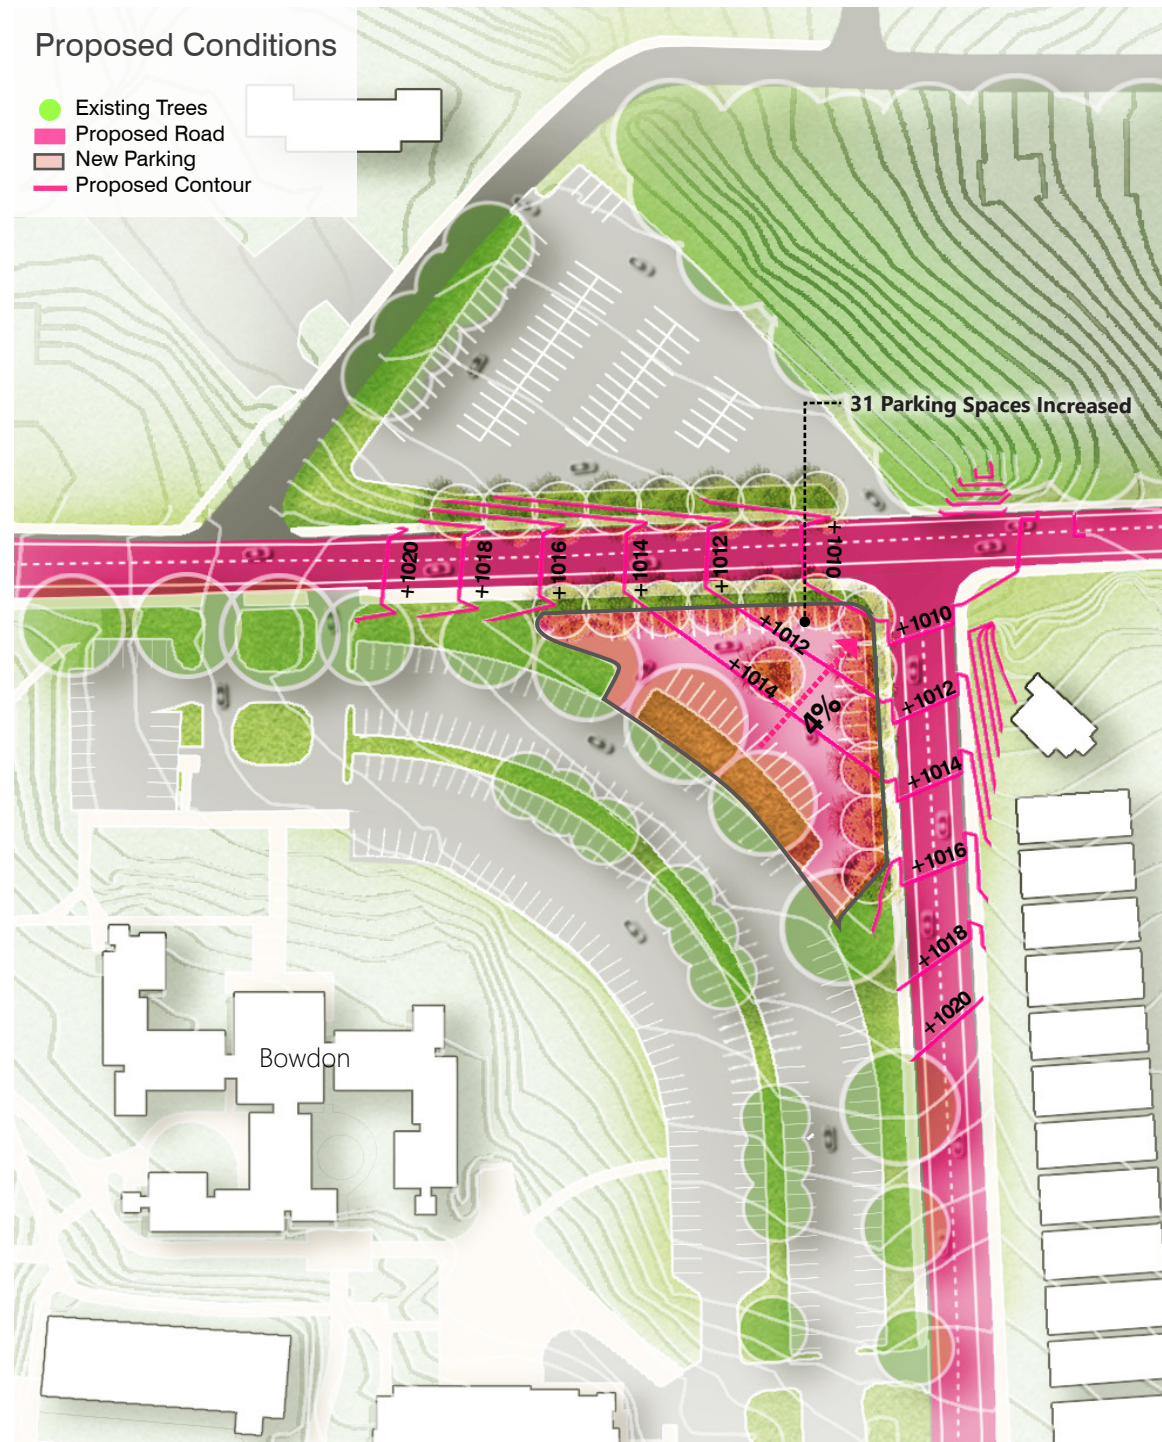 Proposed Conditions
Existing Trees
Proposed Road
New Parking
Proposed Contour
31 Parking Spaces Increased
+1020
+1018
+1016
+1014
+1012
+1010
+1012
+1014
4%
+1010
+1012
+1014
+1016
+1018
+1020
Bowdon